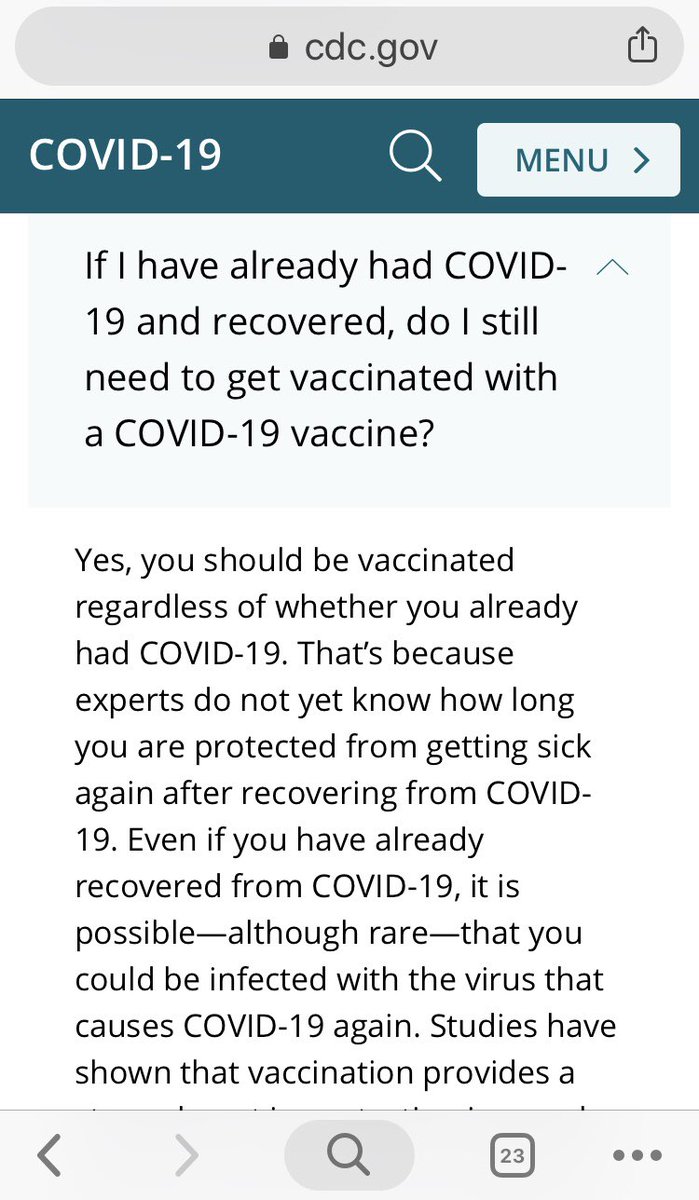 cdc.gov
COVID-19
MENU
If I have already had COVID-
19 and recovered, do I still
need to get vaccinated with
a COVID-19 vaccine?
Yes, you should be vaccinated
regardless of whether you already
had COVID-19. That’s because
experts do not yet know how long
you are protected from getting sick
again after recovering from COVID-
19. Even if you have already
recovered from COVID-19, it is
possible—although rare—that you
could be infected with the virus that
causes COVID-19 again. Studies have
shown that vaccination provides a
23